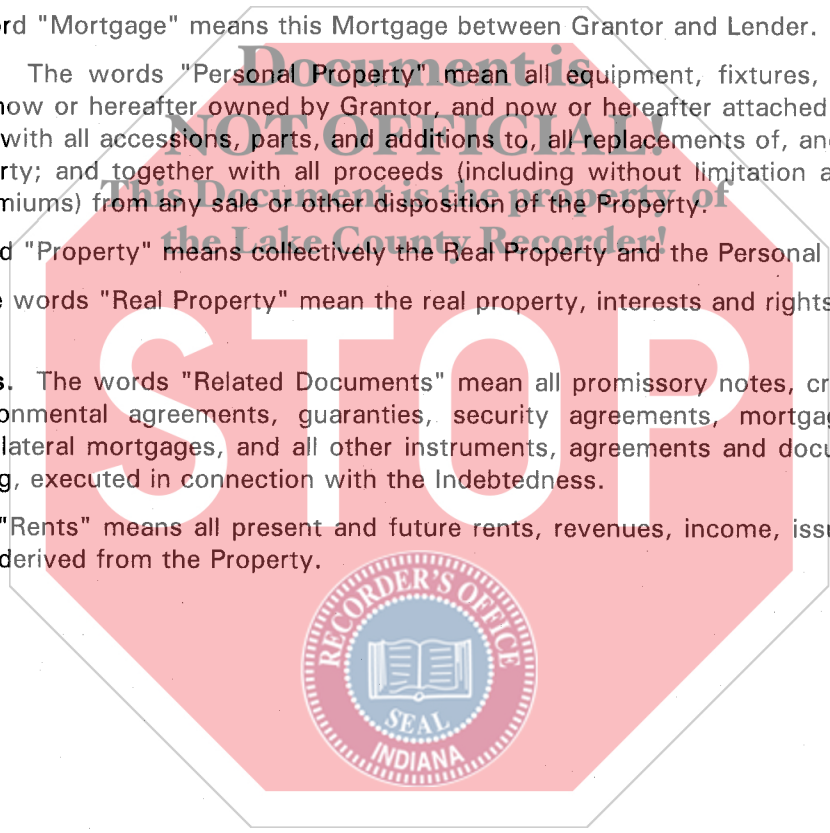 ord "Mortgage" means this Mortgage between Grantor and Lender.
The words "Personal Property" mean all equipment, fixtures,
now or hereafter owned by Grantor, and now or hereafter attached
with all accessions, parts, and additions to, all replacements of, and
rty; and together with all proceeds (including without limitation a
miums) from any sale or other disposition of the Property.
d "Property" means collectively the Real Property and the Personal
e words "Real Property" mean the real property, interests and rights
s. The words "Related Documents" mean all promissory notes, cr
onmental agreements, guaranties, security agreements, mortgag
lateral mortgages, and all other instruments, agreements and docu
g, executed in connection with the Indebtedness.
"Rents" means all present and future rents, revenues, income, issu
derived from the Property.
Document is
NOT OFFICIAL!
This Document is the property of
the Lake County Recorder!
STOP
RECORDER'S OFFICE
SEAL
INDIANA